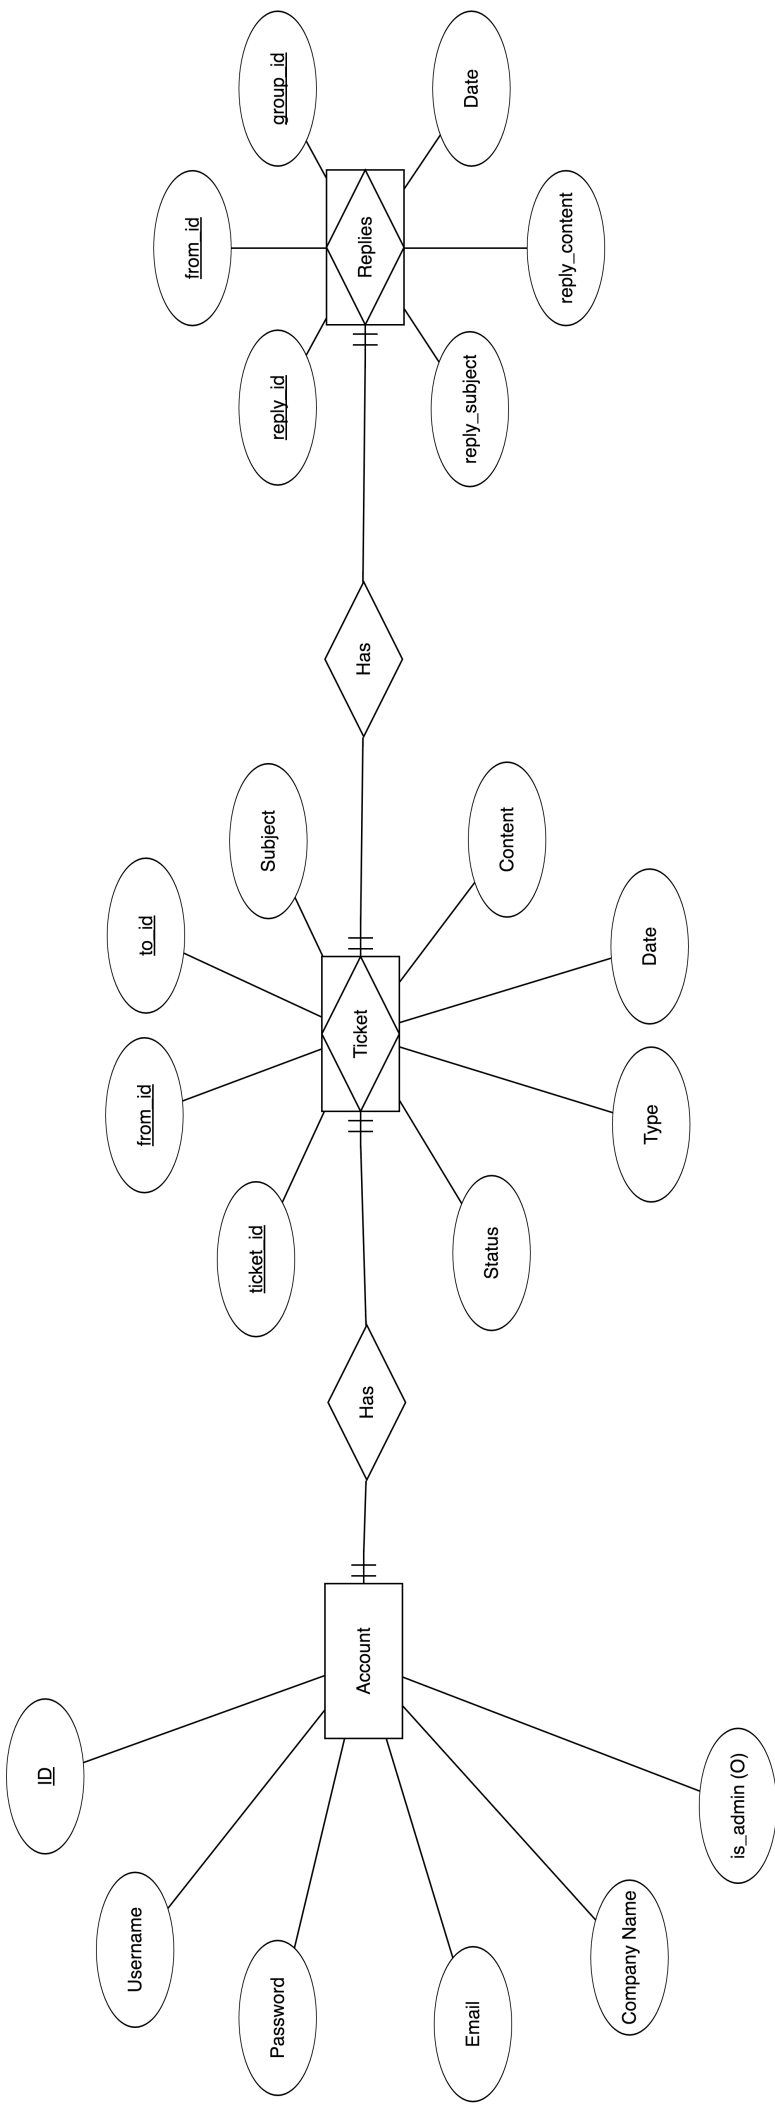 ID
Username
Password
Email
Company Name
is_admin (O)
Account
Has
ticket_id
from_id
to_id
Subject
Ticket
Status
Type
Date
Content
Has
reply_id
from_id
group_id
Replies
reply_subject
reply_content
Date